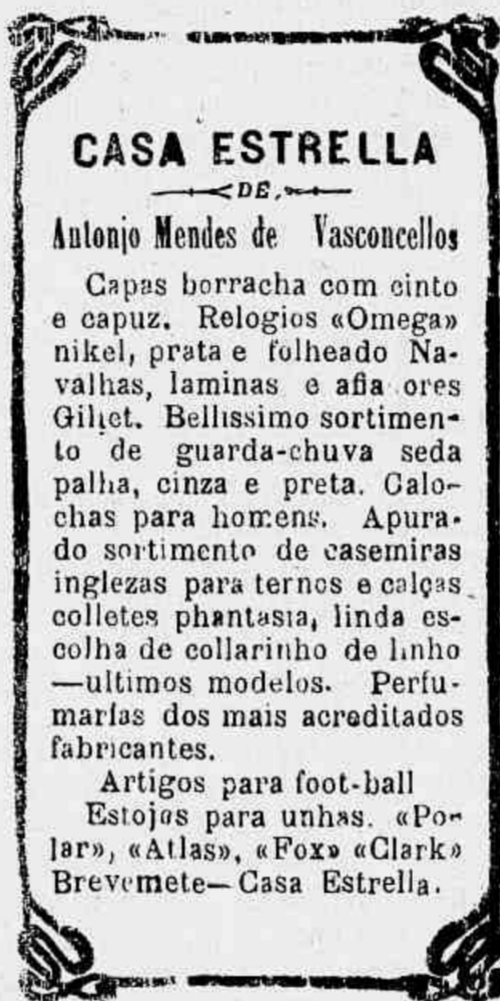 CASA ESTRELLA
DE
Antonio Mendes de Vasconcellos
Capas borracha com cinto
e capuz. Relogios «Omega»
nikel, prata e folheado Na-
valhas, laminas e afia ores
Gillet. Bellissimo sortimen-
to de guarda-chuva seda
palha, cinza e preta. Galo-
chas para homens. Apura-
do sortimento de casemiras
inglezas para ternos e calças
colletes phantasia, linda es-
colha de collarinho de linho
—ultimos modelos. Perfu-
marias dos mais acreditados
fabricantes.
Artigos para foot-ball
Estojos para unhas. «Po-
lar», «Atlas», «Fox» «Clark»
Brevemete—Casa Estrella.